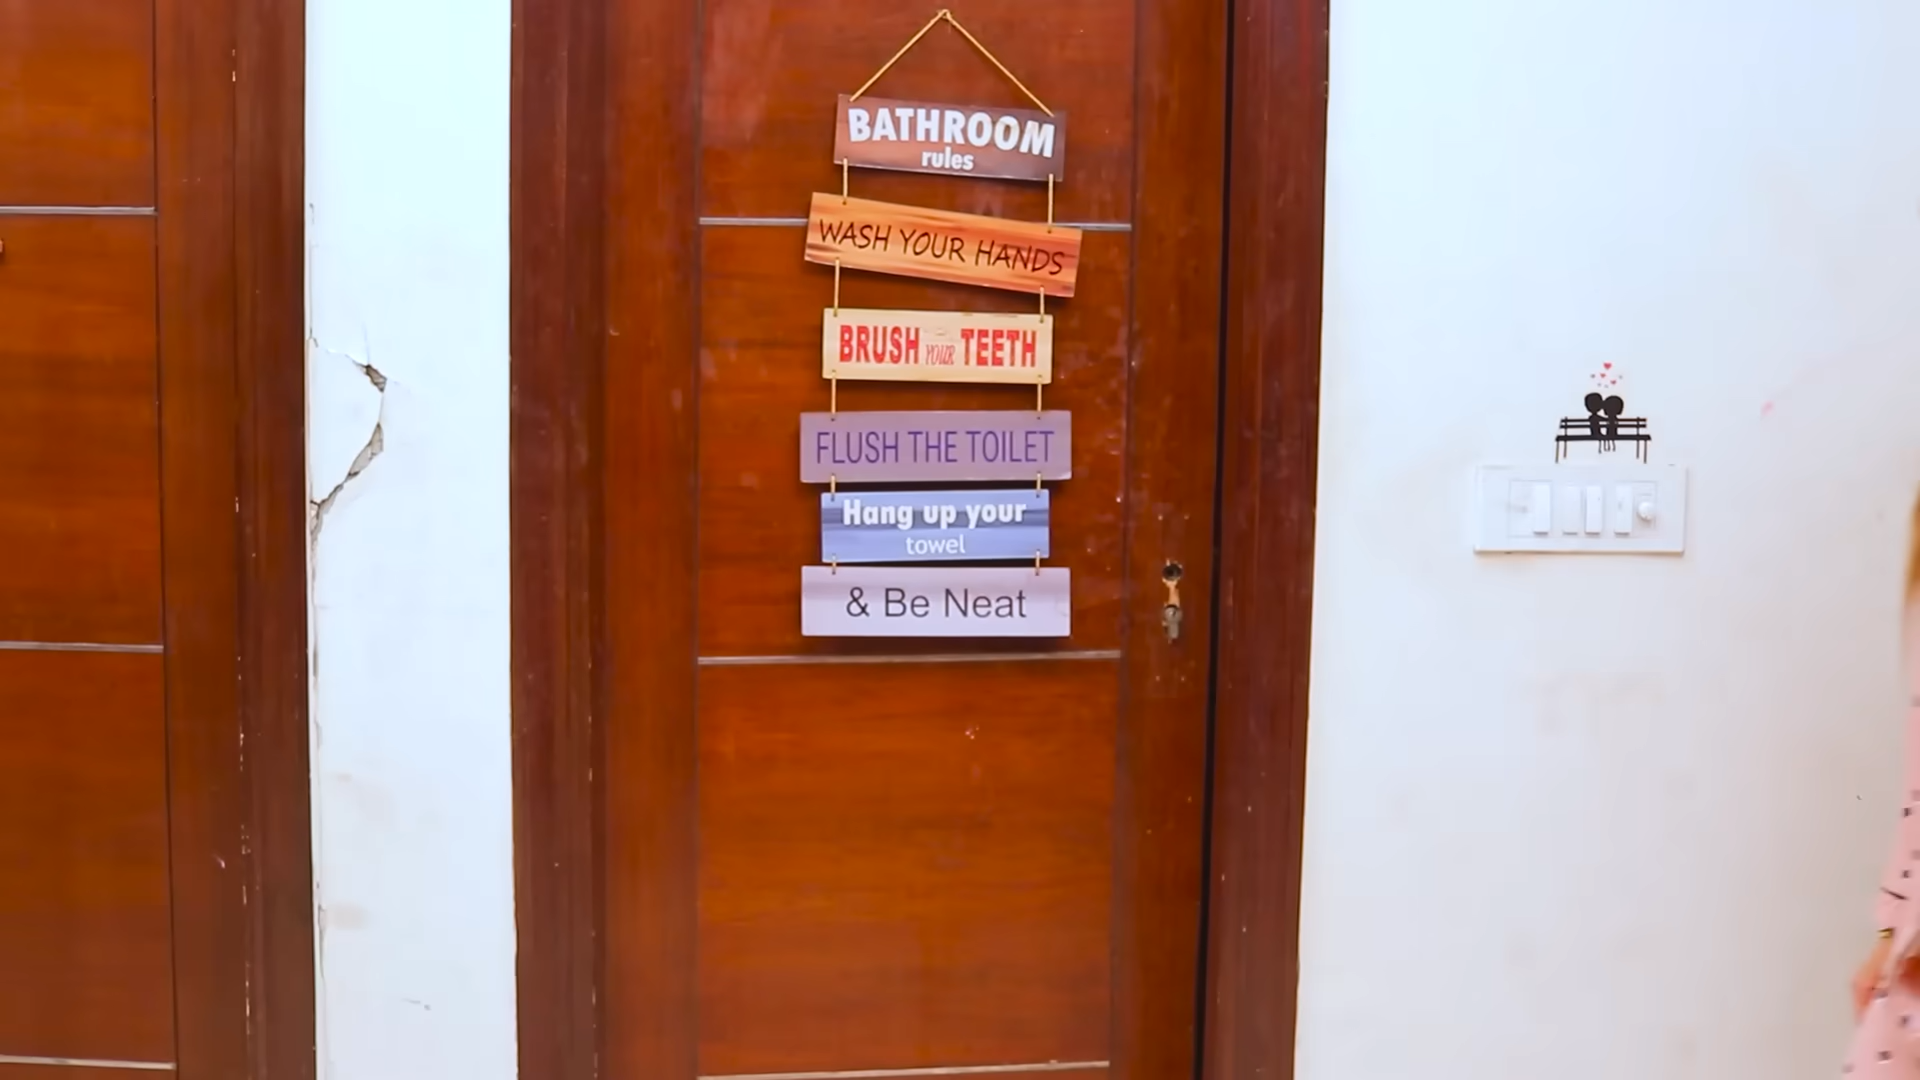 BATHROOM
rules
WASH YOUR HANDS
BRUSH YOUR TEETH
FLUSH THE TOILET
Hang up your
towel
& Be Neat